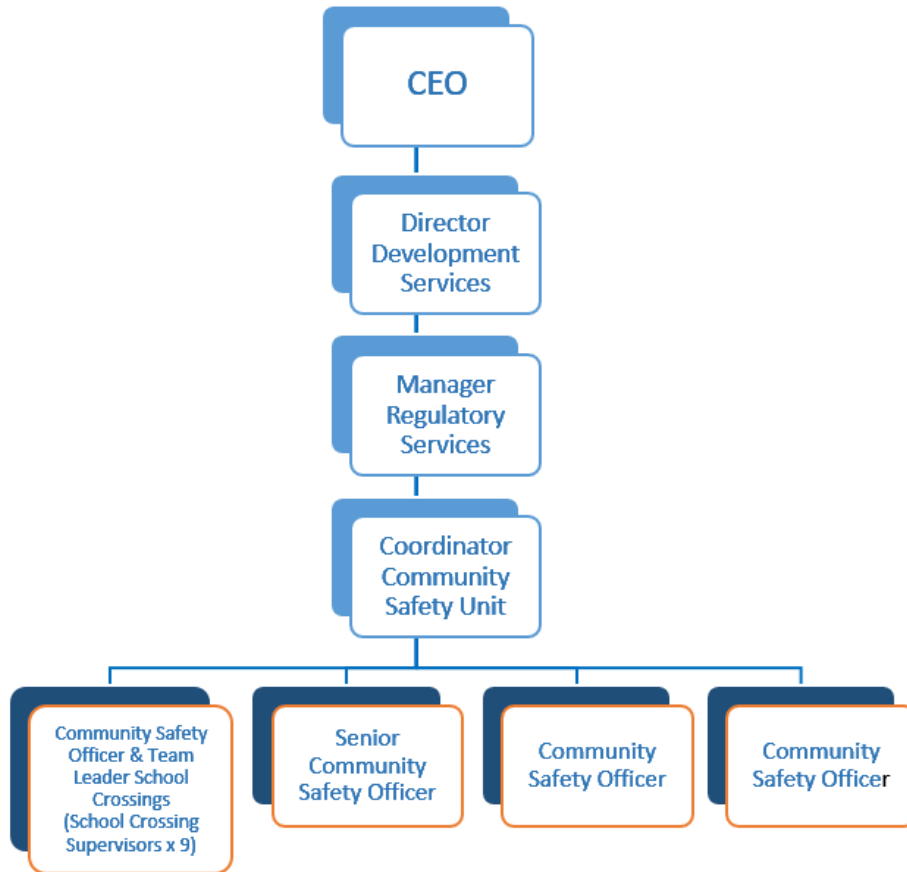 CEO
Director
Development
Services
Manager
Regulatory
Services
Coordinator
Community
Safety Unit
Community Safety
Officer & Team
Leader School
Crossings
(School Crossing
Supervisors x 9)
Senior
Community
Safety Officer
Community
Safety Officer
Community
Safety Officer